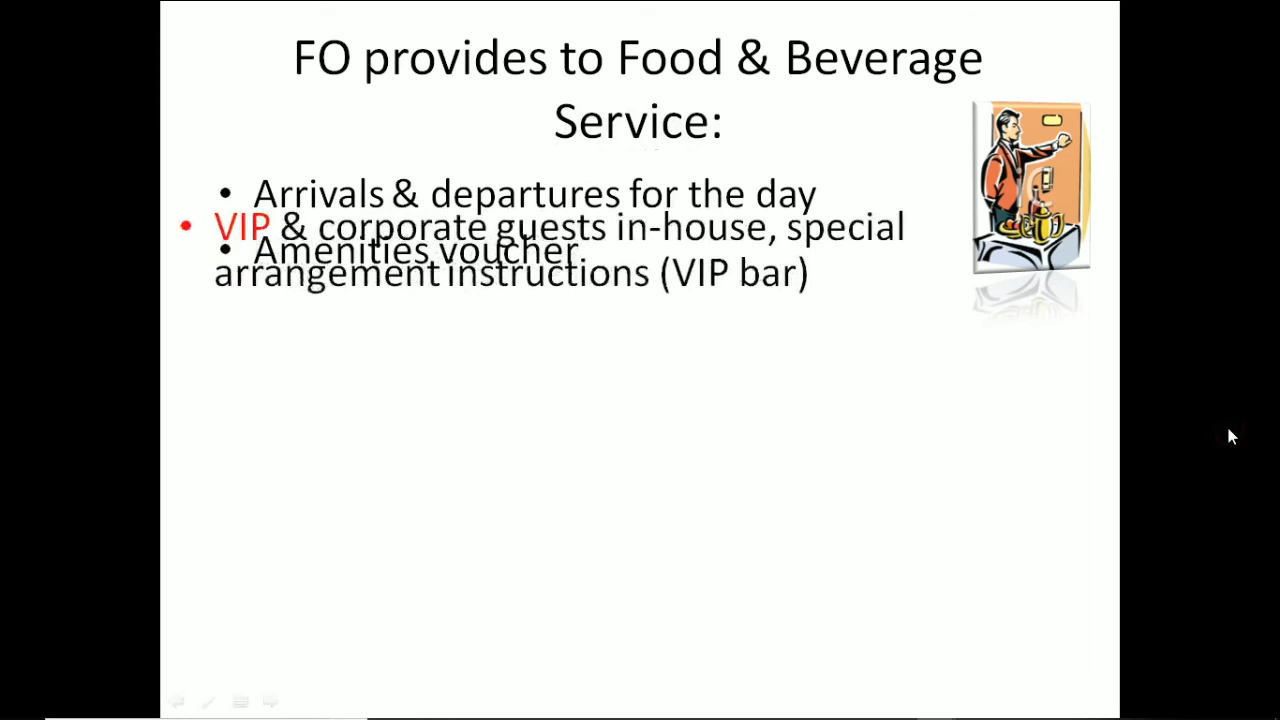 FO provides to Food & Beverage
Service:
• Arrivals & departures for the day
• VIP & corporate guests in-house, special
• Amenities voucher
arrangement instructions (VIP bar)